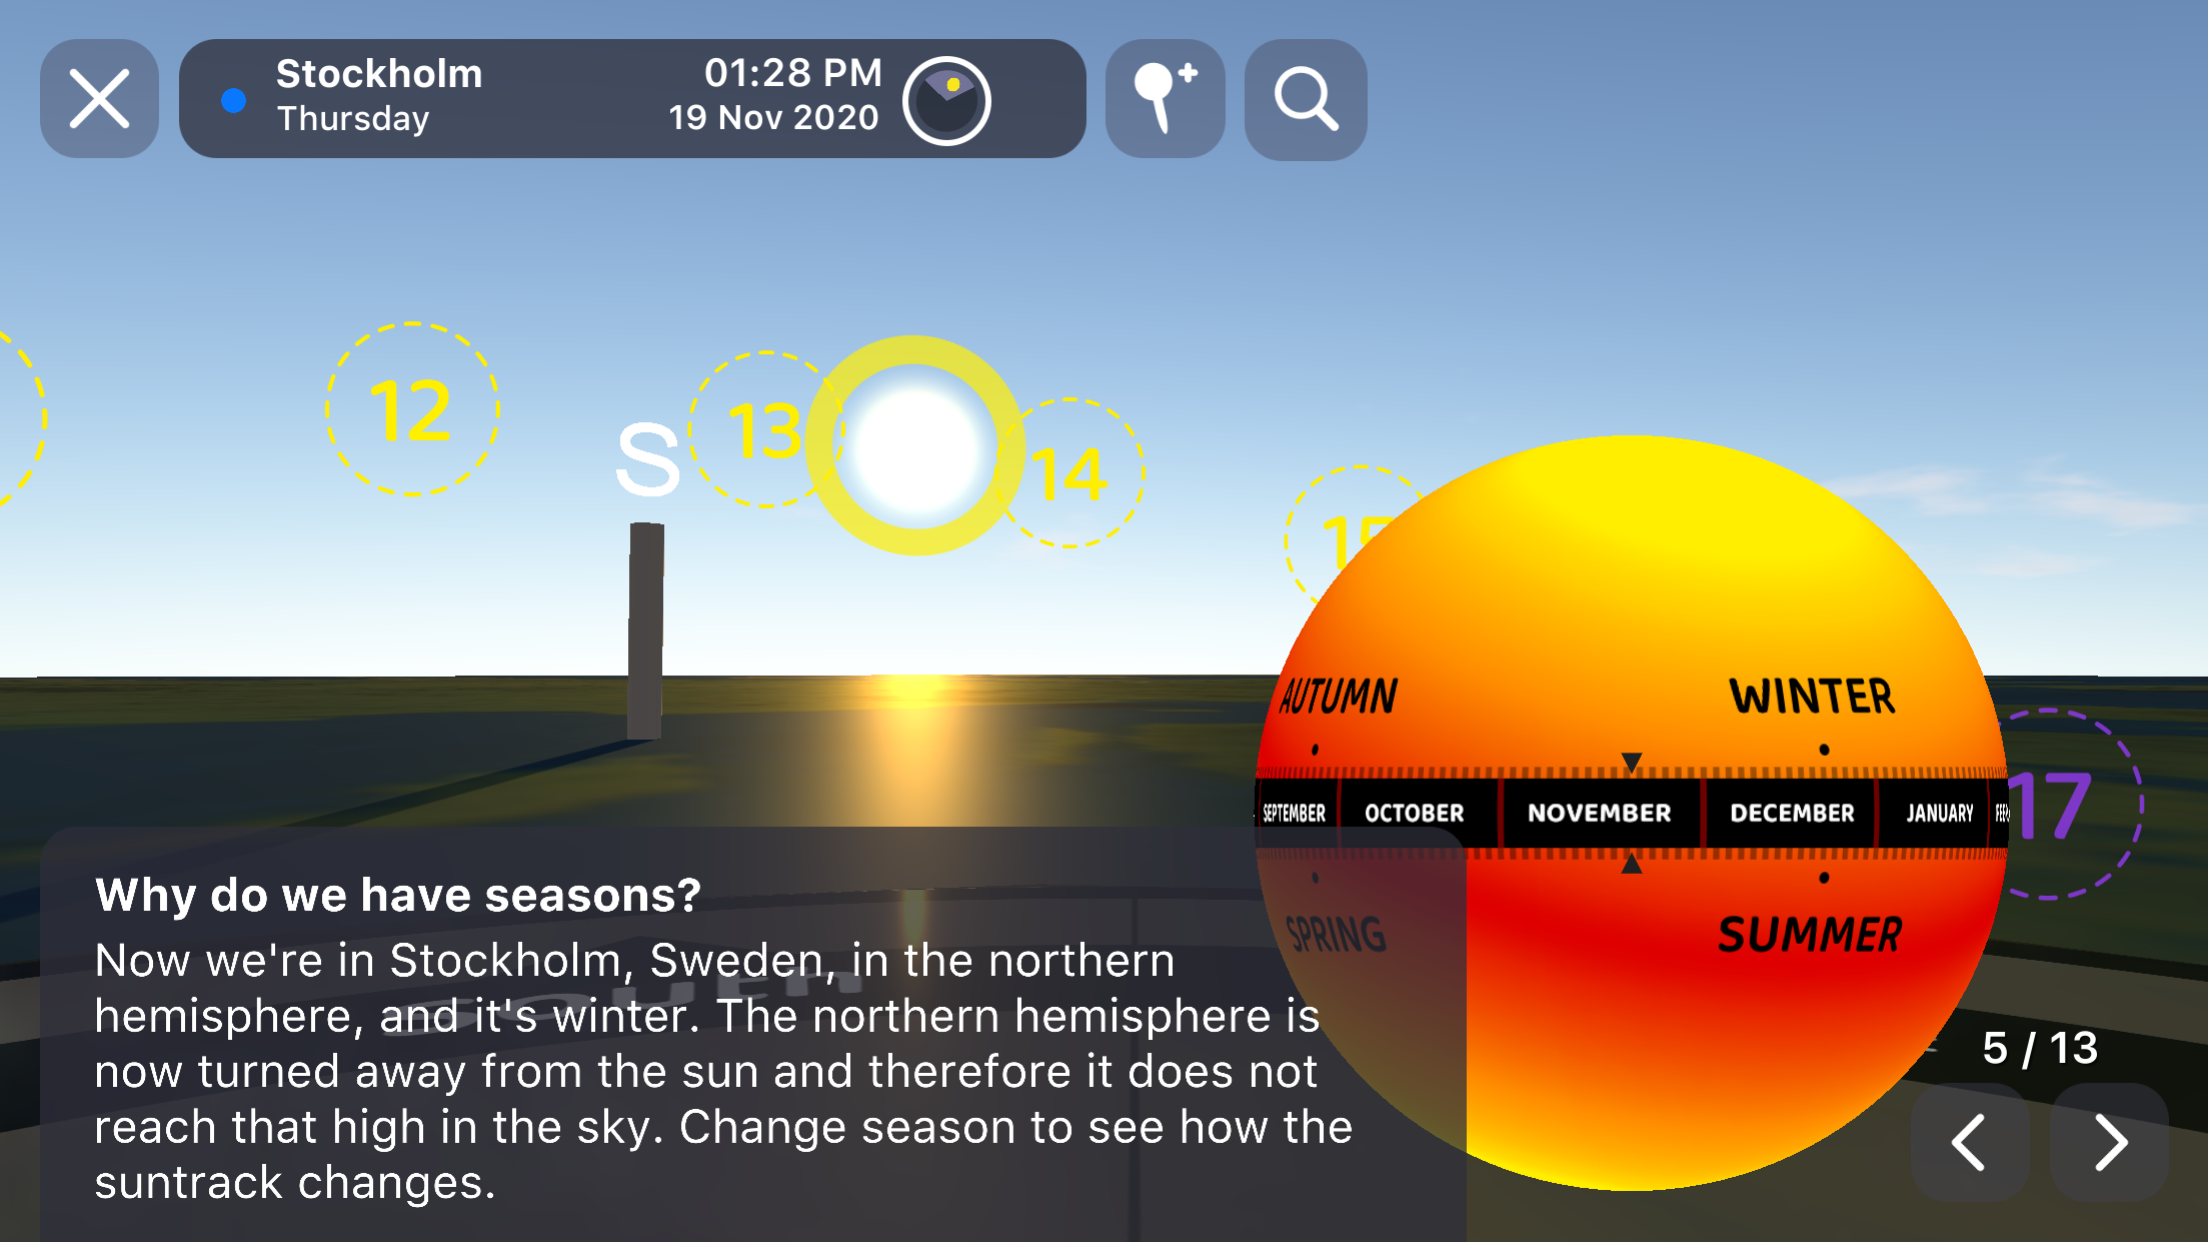 Stockholm
Thursday
01:28 PM
19 Nov 2020
12
S
13
14
15
AUTUMN
WINTER
SEPTEMBER
OCTOBER
NOVEMBER
DECEMBER
JANUARY
17
SPRING
SUMMER
Why do we have seasons?
Now we're in Stockholm, Sweden, in the northern
hemisphere, and it's winter. The northern hemisphere is
now turned away from the sun and therefore it does not
reach that high in the sky. Change season to see how the
suntrack changes.
SOUTH
5 / 13